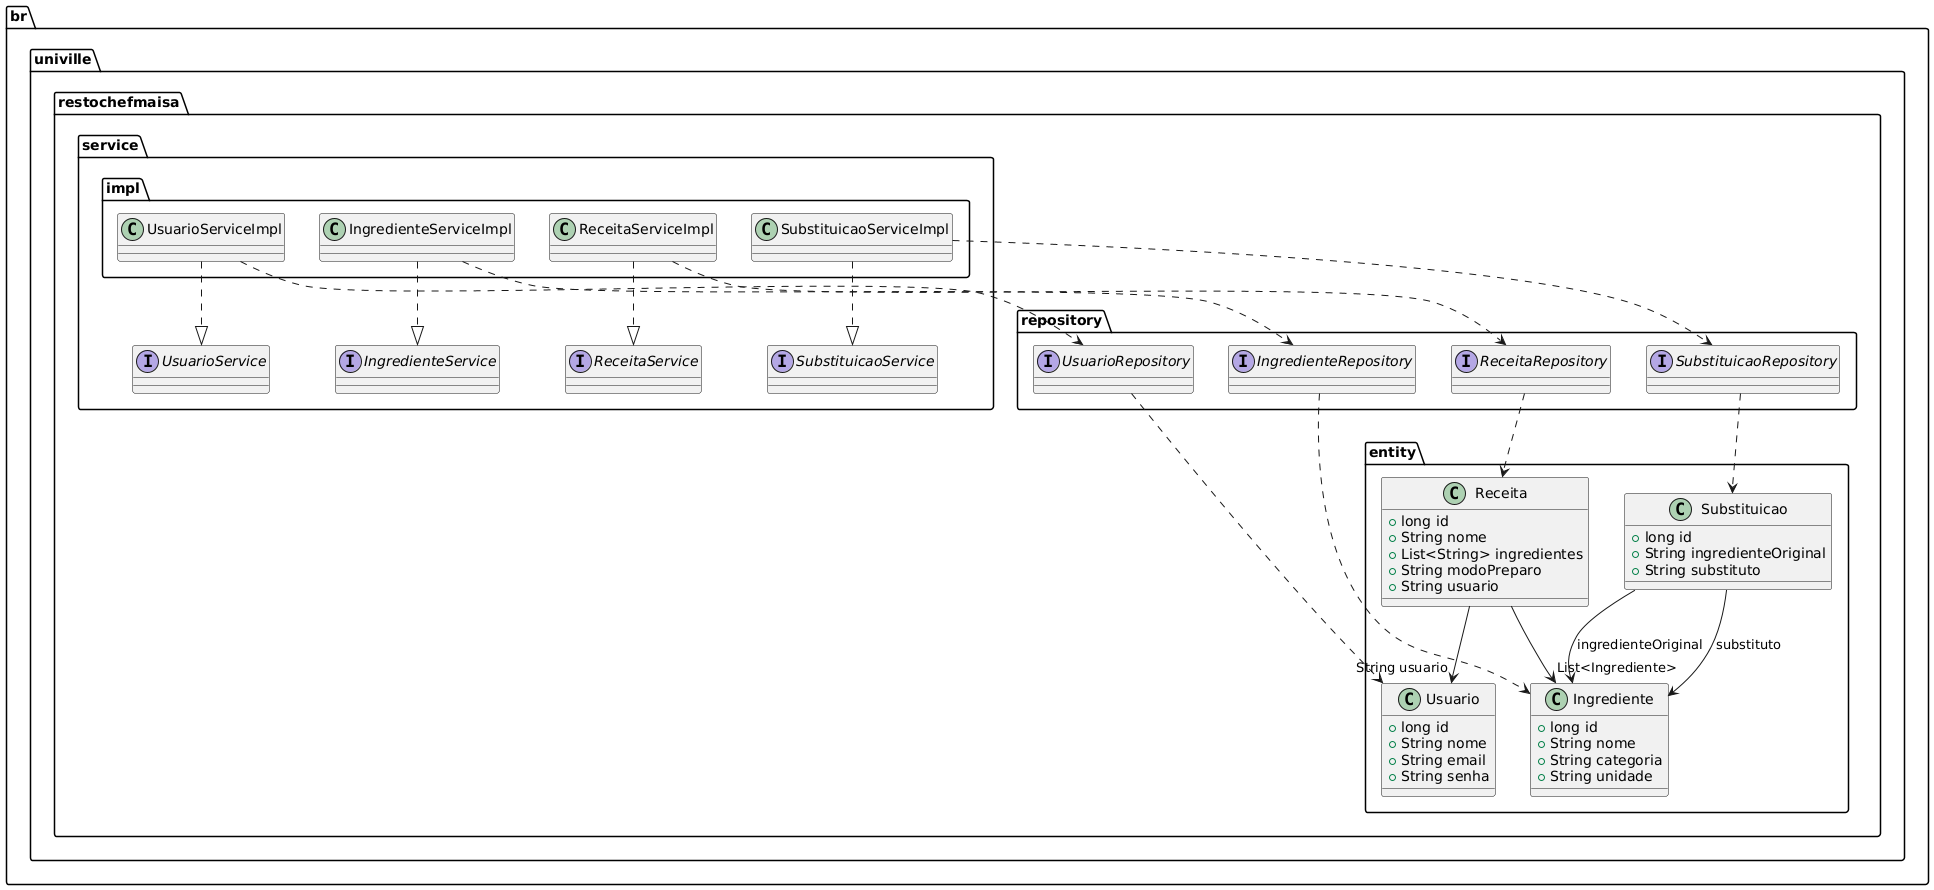 br
univille
restochefmaisa
service
impl
C UsuarioServiceImpl
C IngredienteServiceImpl
C ReceitaServiceImpl
C SubstituicaoServiceImpl
repository
I UsuarioService
I IngredienteService
I ReceitaService
I SubstituicaoService
I UsuarioRepository
I IngredienteRepository
I ReceitaRepository
I SubstituicaoRepository
entity
C Receita
long id
String nome
List<String> ingredientes
String modoPreparo
String usuario
C Substituicao
long id
String ingredienteOriginal
String substituto
ingredienteOriginal
substituto
String usuario
List<Ingrediente>
C Usuario
long id
String nome
String email
String senha
C Ingrediente
long id
String nome
String categoria
String unidade